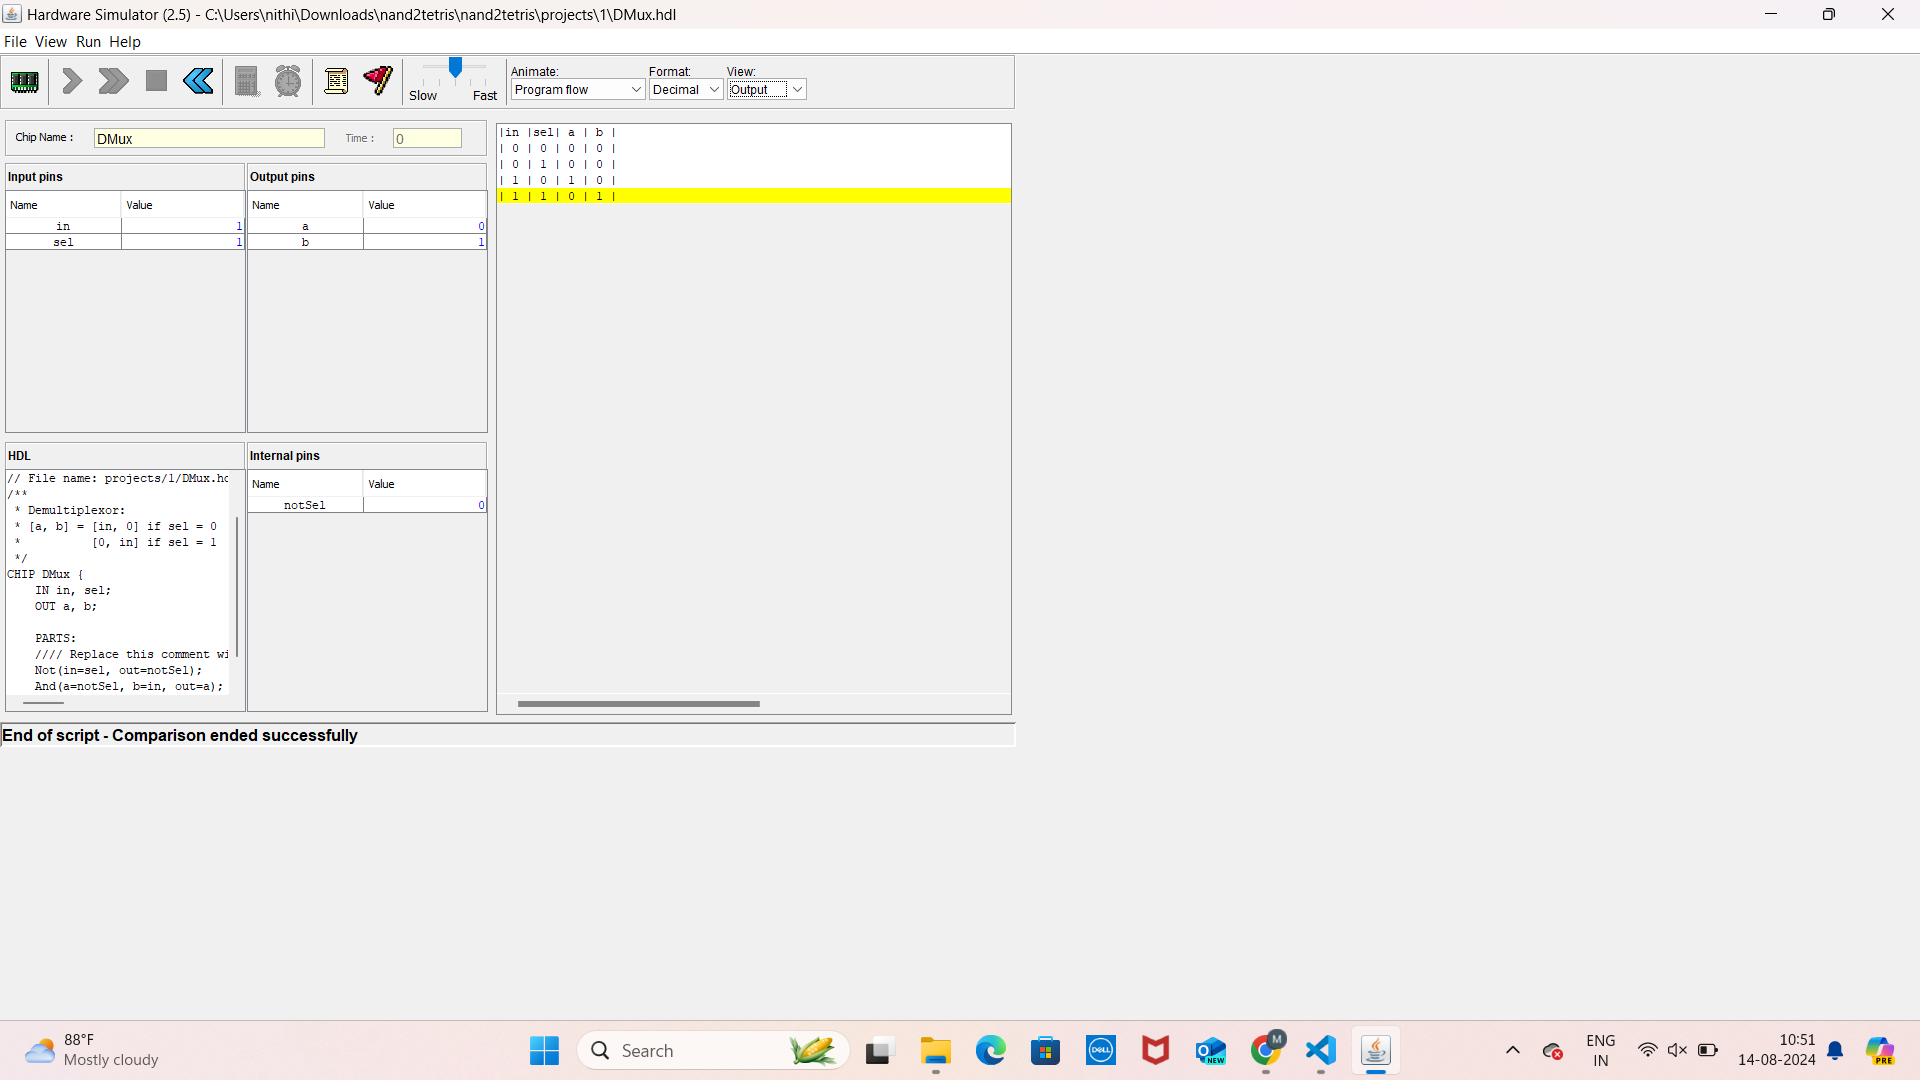 Hardware Simulator (2.5) - C:\Users\nithi\Downloads\nand2tetris\nand2tetris\projects\1\DMux.hdl
File View Run Help
Animate: Format: View:
Program flow Decimal Output
Slow Fast
Chip Name : DMux Time : 0
Input pins
Name Value
in 1
sel 1
Output pins
Name Value
a 0
b 1
|in |sel| a | b |
| 0 | 0 | 0 | 0 |
| 0 | 1 | 0 | 0 |
| 1 | 0 | 1 | 0 |
| 1 | 1 | 0 | 1 |
HDL
// File name: projects/1/DMux.hd
/**
* Demultiplexor:
* [a, b] = [in, 0] if sel = 0
* [0, in] if sel = 1
*/
CHIP DMux {
IN in, sel;
OUT a, b;
PARTS:
//// Replace this comment wi
Not(in=sel, out=notSel);
And(a=notSel, b=in, out=a);
Internal pins
Name Value
notSel 0
End of script - Comparison ended successfully
88°F
Mostly cloudy
Search
DELL
NEW
M
ENG
IN
10:51
14-08-2024
PRE